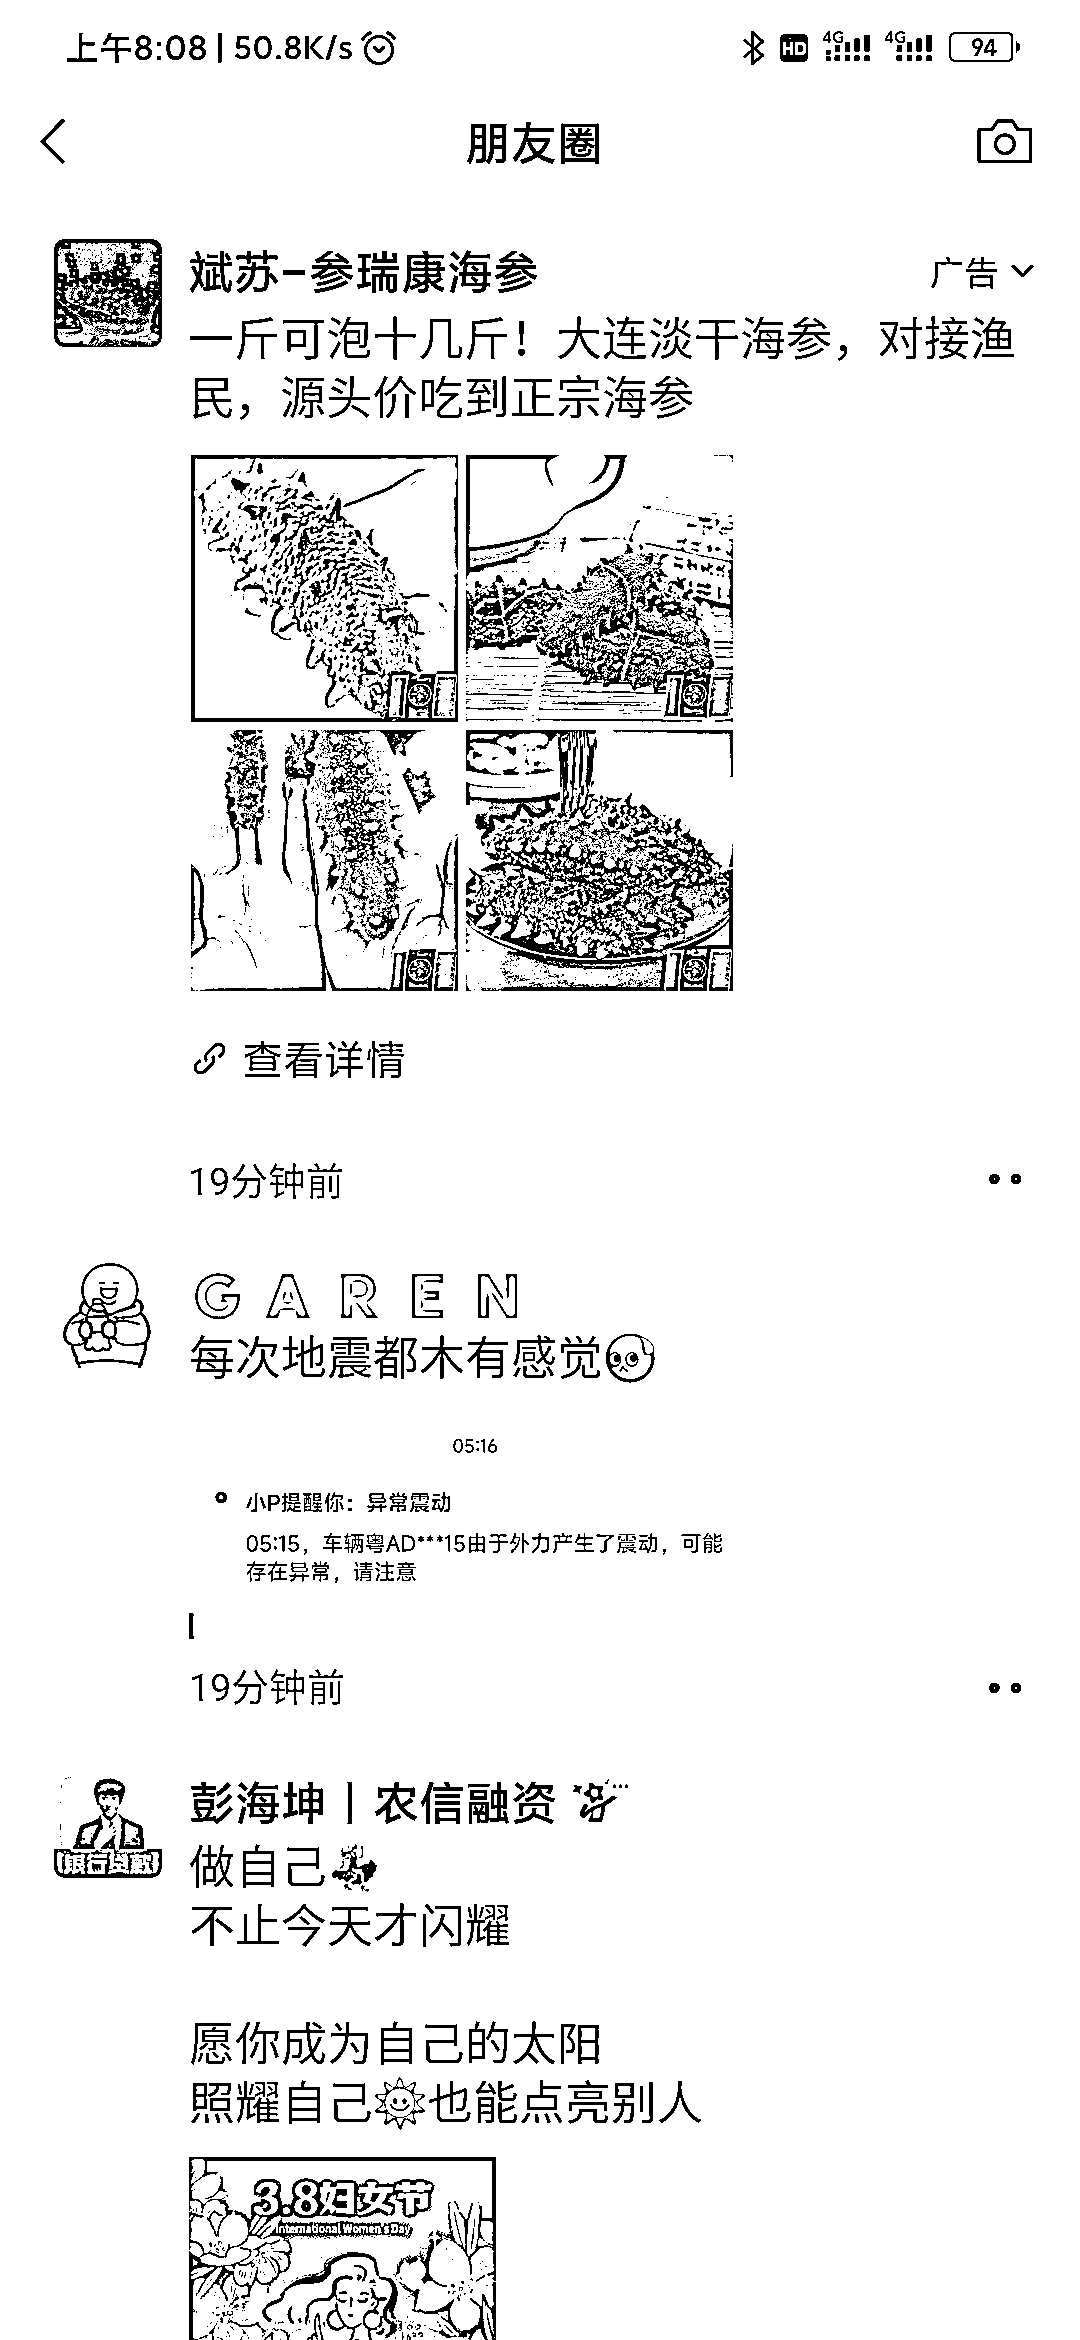 上午8:08 | 50.8K/s
HD 4G 4G 94
朋友圈
斌苏-参瑞康海参
广告
一斤可泡十几斤！大连淡干海参，对接渔
民，源头价吃到正宗海参
查看详情
19分钟前
GAREN
每次地震都木有感觉
05:16
小P提醒你：异常震动
05:15，车辆粤AD***15由于外力产生了震动，可能
存在异常，请注意
19分钟前
彭海坤丨农信融资
银行贷款
做自己
不止今天才闪耀
愿你成为自己的太阳
照耀自己也能点亮别人
3.8妇女节
International Women's Day